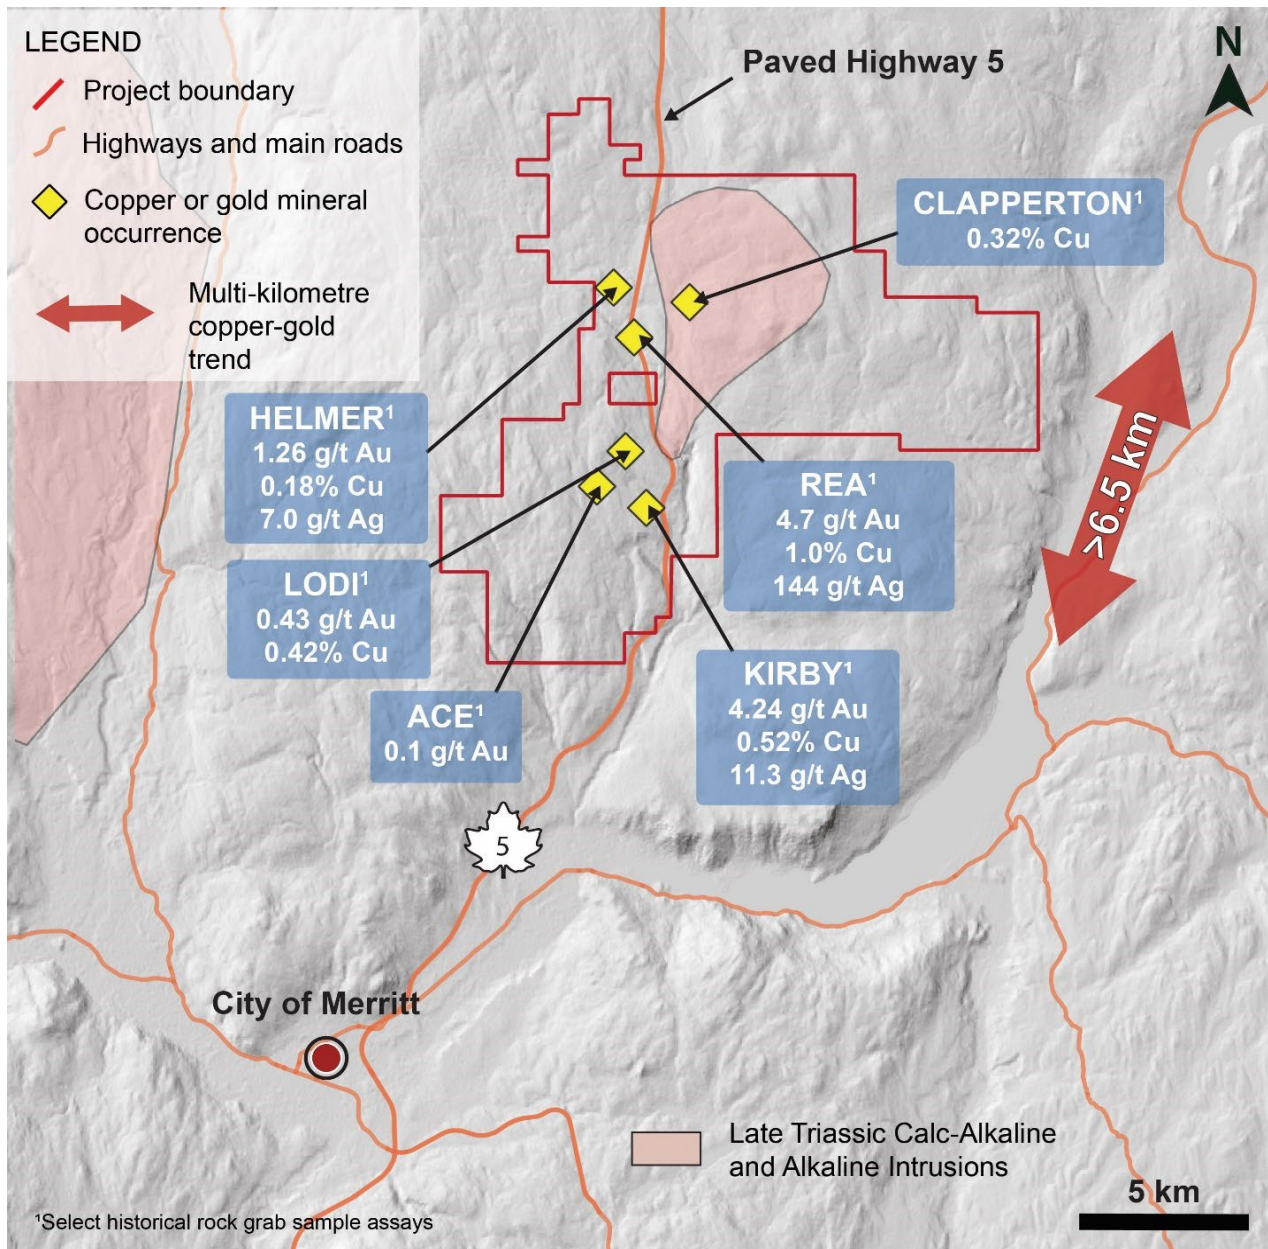 LEGEND
Project boundary
Highways and main roads
Copper or gold mineral
occurrence
Multi-kilometre
copper-gold
trend
Paved Highway 5
N
CLAPPERTON¹
0.32% Cu
HELMER¹
1.26 g/t Au
0.18% Cu
7.0 g/t Ag
LODI¹
0.43 g/t Au
0.42% Cu
ACE¹
0.1 g/t Au
REA¹
4.7 g/t Au
1.0% Cu
144 g/t Ag
KIRBY¹
4.24 g/t Au
0.52% Cu
11.3 g/t Ag
>6.5 km
5
City of Merritt
Late Triassic Calc-Alkaline
and Alkaline Intrusions
5 km
¹Select historical rock grab sample assays